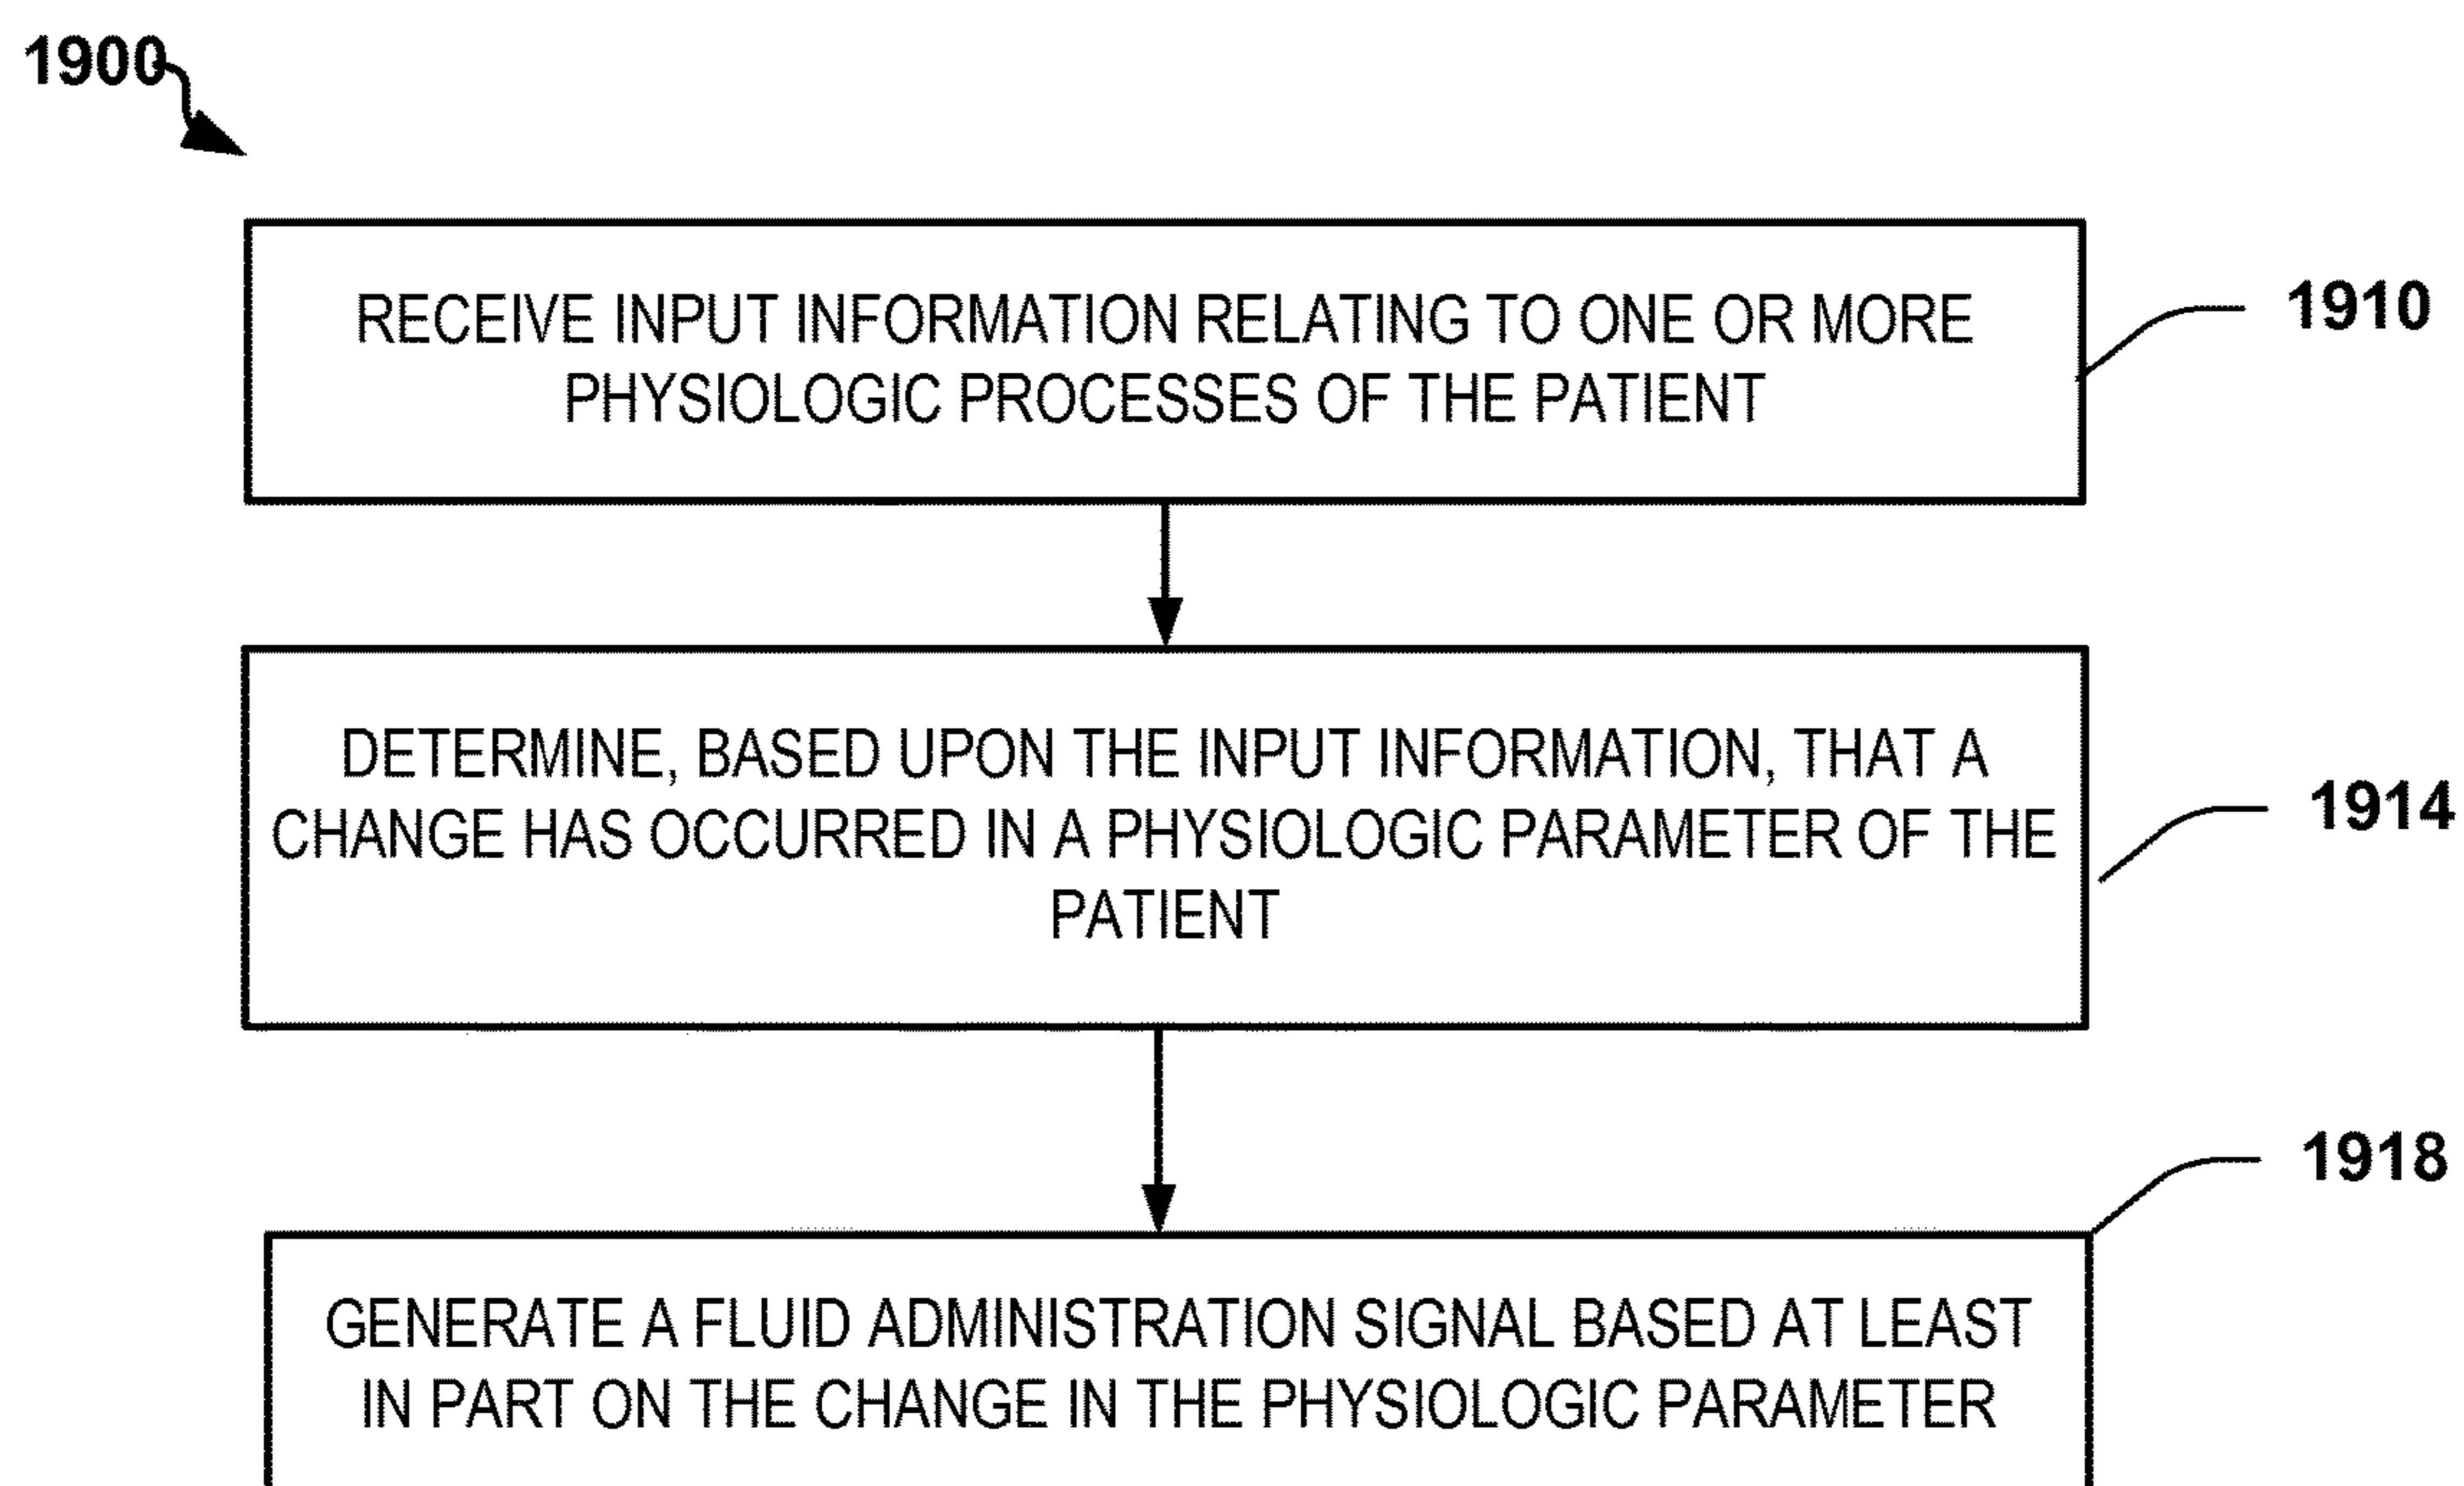 1900
RECEIVE INPUT INFORMATION RELATING TO ONE OR MORE
PHYSIOLOGIC PROCESSES OF THE PATIENT
1910
DETERMINE, BASED UPON THE INPUT INFORMATION, THAT A
CHANGE HAS OCCURRED IN A PHYSIOLOGIC PARAMETER OF THE
PATIENT
1914
1918
GENERATE A FLUID ADMINISTRATION SIGNAL BASED AT LEAST
IN PART ON THE CHANGE IN THE PHYSIOLOGIC PARAMETER